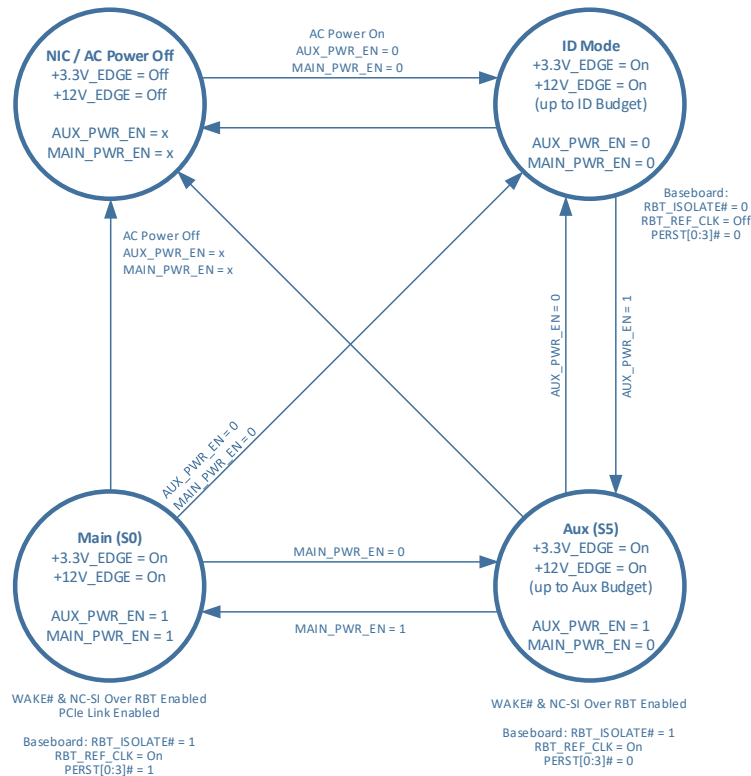 NIC / AC Power Off
+3.3V_EDGE = Off
+12V_EDGE = Off
AUX_PWR_EN = x
MAIN_PWR_EN = x
AC Power On
AUX_PWR_EN = 0
MAIN_PWR_EN = 0
ID Mode
+3.3V_EDGE = On
+12V_EDGE = On
(up to ID Budget)
AUX_PWR_EN = 0
MAIN_PWR_EN = 0
Baseboard:
RBT_ISOLATE# = 0
RBT_REF_CLK = Off
PERST[0:3]# = 0
AC Power Off
AUX_PWR_EN = x
MAIN_PWR_EN = x
AUX_PWR_EN = 0
AUX_PWR_EN = 1
AUX_PWR_EN = 0
MAIN_PWR_EN = 0
Main (S0)
+3.3V_EDGE = On
+12V_EDGE = On
AUX_PWR_EN = 1
MAIN_PWR_EN = 1
MAIN_PWR_EN = 0
MAIN_PWR_EN = 1
Aux (S5)
+3.3V_EDGE = On
+12V_EDGE = On
(up to Aux Budget)
AUX_PWR_EN = 1
MAIN_PWR_EN = 0
WAKE# & NC-SI Over RBT Enabled
PCIe Link Enabled
Baseboard: RBT_ISOLATE# = 1
RBT_REF_CLK = On
PERST[0:3]# = 1
WAKE# & NC-SI Over RBT Enabled
Baseboard: RBT_ISOLATE# = 1
RBT_REF_CLK = On
PERST[0:3]# = 0